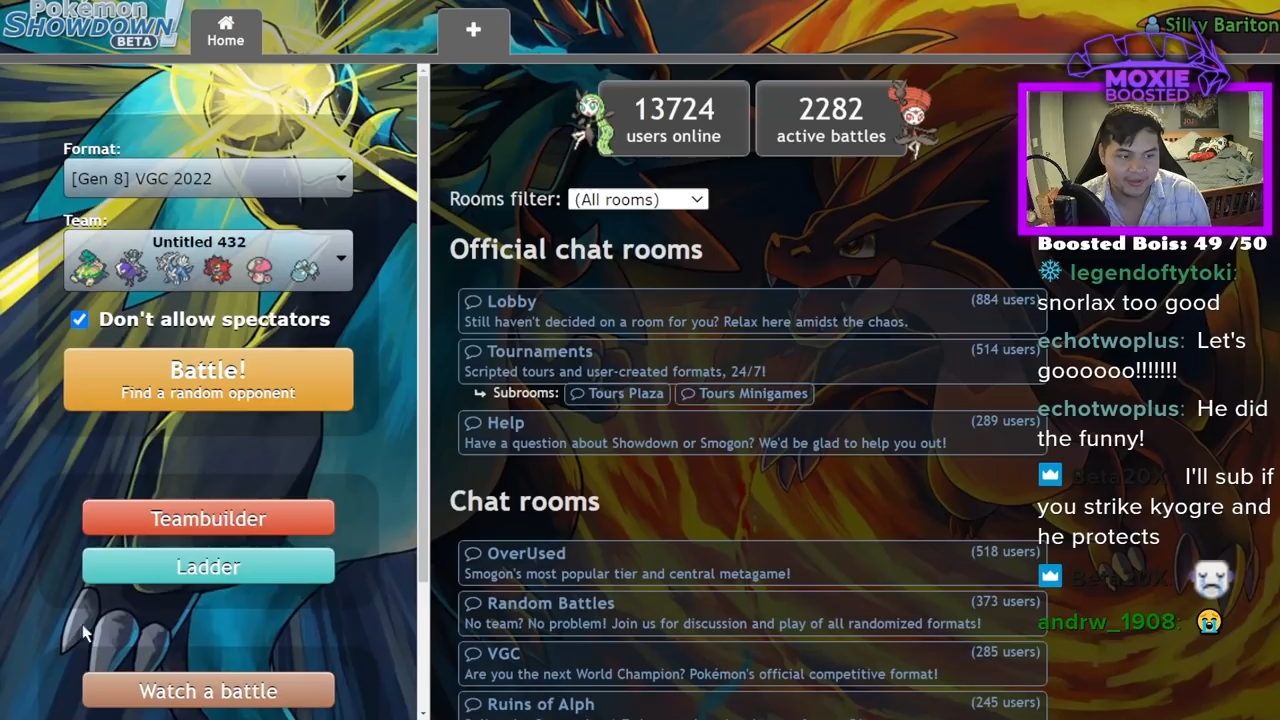 Pokémon
SHOWDOWN!
BETA
Home
+
Silky Bariton
Format:
[Gen 8] VGC 2022
Team:
Untitled 432
Don't allow spectators
Battle!
Find a random opponent
Teambuilder
Ladder
Watch a battle
13724
users online
2282
active battles
Rooms filter: (All rooms)
Official chat rooms
Lobby (884 users)
Still haven't decided on a room for you? Relax here amidst the chaos.
Tournaments (514 users)
Scripted tours and user-created formats, 24/7!
Subrooms: Tours Plaza Tours Minigames
Help (289 users)
Have a question about Showdown or Smogon? We'd be glad to help you out!
Chat rooms
OverUsed (518 users)
Smogon's most popular tier and central metagame!
Random Battles (373 users)
No team? No problem! Join us for discussion and play of all randomized formats!
VGC (285 users)
Are you the next World Champion? Pokémon's official competitive format!
Ruins of Alph (245 users)
MOXIE
BOOSTED
Boosted Bois: 49 /50
legendoftytoki:
snorlax too good
echotwoplus: Let's
goooooo!!!!!!!
echotwoplus: He did
the funny!
Beta20X: I'll sub if
you strike kyogre and
he protects
Beta20X:
andrw_1908: 😭